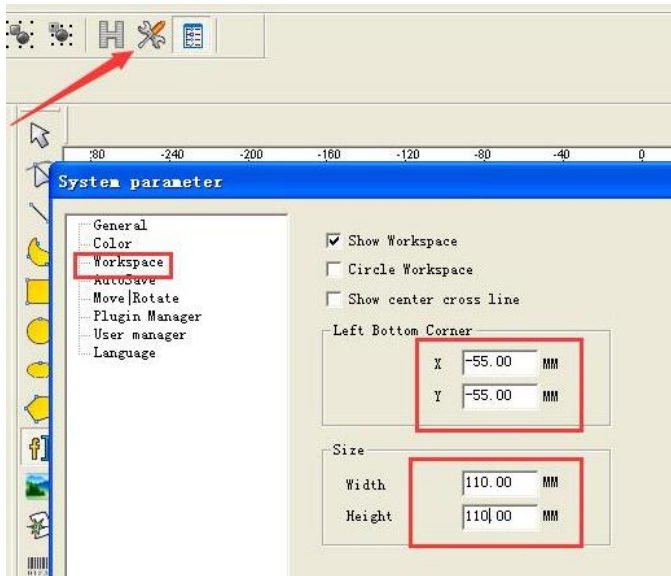 :80 -240 -200 -160 -120 -80 -40 0
System parameter
General
Color
Workspace
AutoSave
Move|Rotate
Plugin Manager
User manager
Language
Show Workspace
Circle Workspace
Show center cross line
Left Bottom Corner
X -55.00 MM
Y -55.00 MM
Size
Width 110.00 MM
Height 110.00 MM